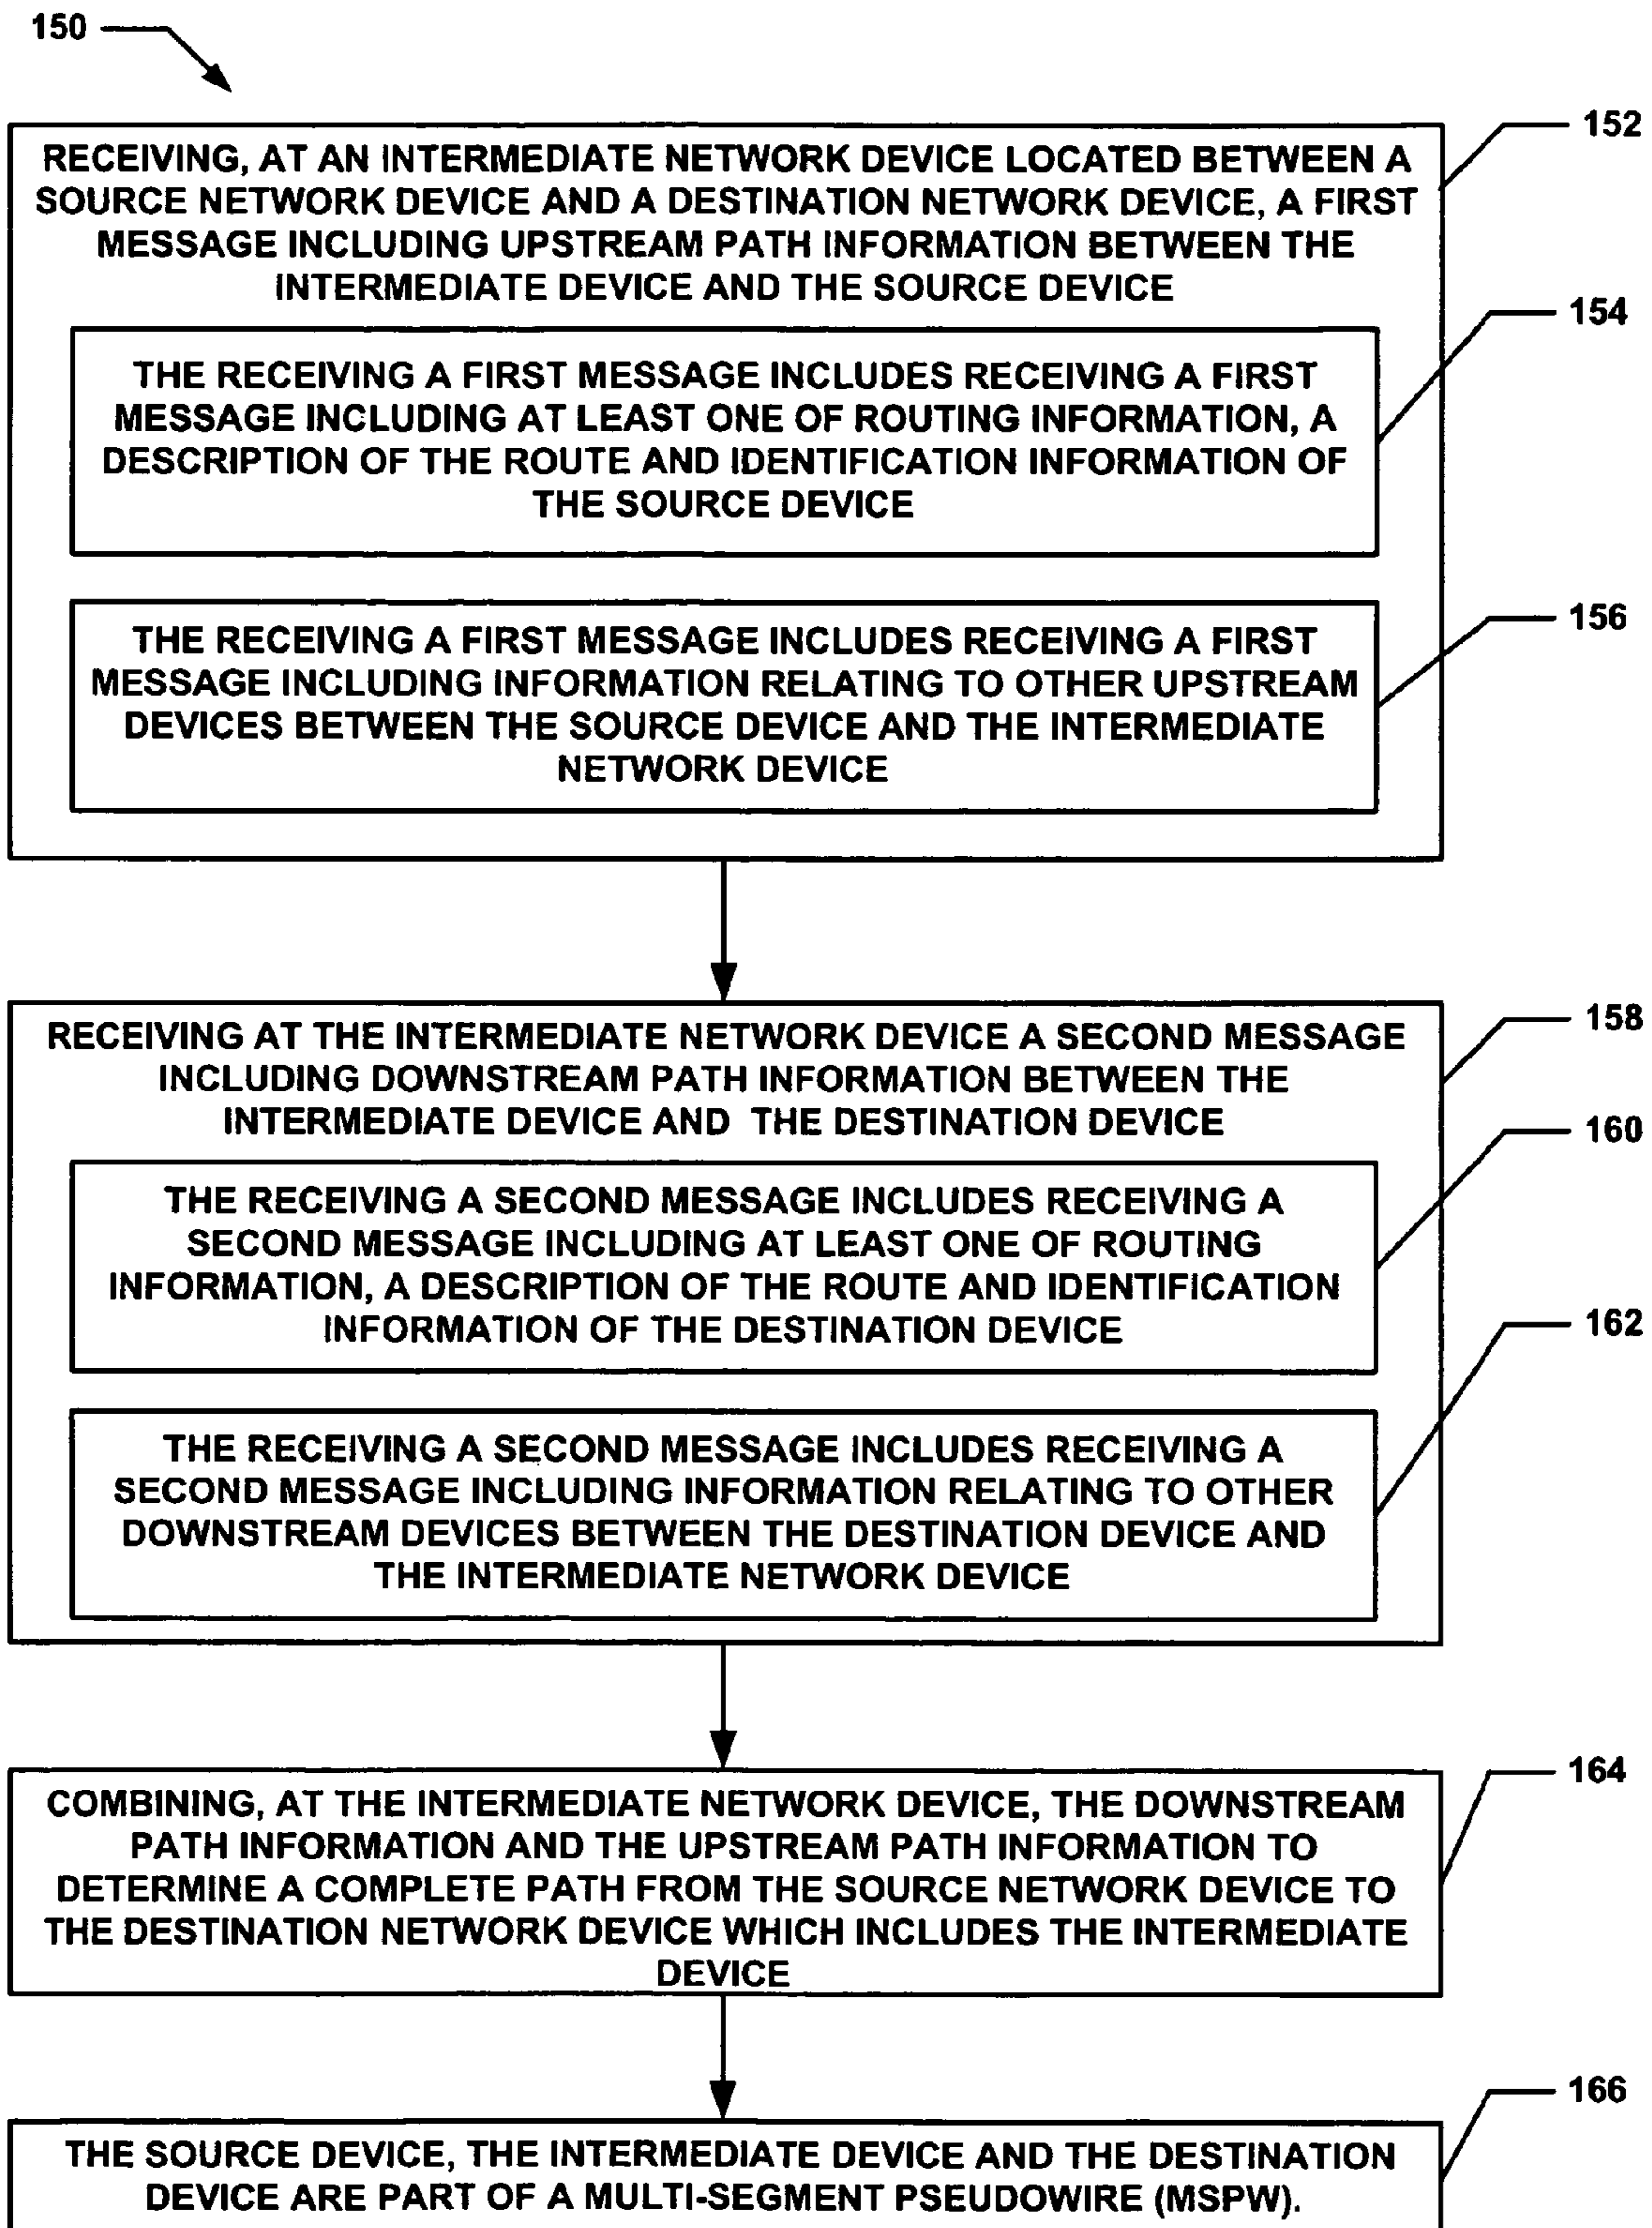 150
152
RECEIVING, AT AN INTERMEDIATE NETWORK DEVICE LOCATED BETWEEN A
SOURCE NETWORK DEVICE AND A DESTINATION NETWORK DEVICE, A FIRST
MESSAGE INCLUDING UPSTREAM PATH INFORMATION BETWEEN THE
INTERMEDIATE DEVICE AND THE SOURCE DEVICE
154
THE RECEIVING A FIRST MESSAGE INCLUDES RECEIVING A FIRST
MESSAGE INCLUDING AT LEAST ONE OF ROUTING INFORMATION, A
DESCRIPTION OF THE ROUTE AND IDENTIFICATION INFORMATION OF
THE SOURCE DEVICE
156
THE RECEIVING A FIRST MESSAGE INCLUDES RECEIVING A FIRST
MESSAGE INCLUDING INFORMATION RELATING TO OTHER UPSTREAM
DEVICES BETWEEN THE SOURCE DEVICE AND THE INTERMEDIATE
NETWORK DEVICE
158
RECEIVING AT THE INTERMEDIATE NETWORK DEVICE A SECOND MESSAGE
INCLUDING DOWNSTREAM PATH INFORMATION BETWEEN THE
INTERMEDIATE DEVICE AND THE DESTINATION DEVICE
160
THE RECEIVING A SECOND MESSAGE INCLUDES RECEIVING A
SECOND MESSAGE INCLUDING AT LEAST ONE OF ROUTING
INFORMATION, A DESCRIPTION OF THE ROUTE AND IDENTIFICATION
INFORMATION OF THE DESTINATION DEVICE
162
THE RECEIVING A SECOND MESSAGE INCLUDES RECEIVING A
SECOND MESSAGE INCLUDING INFORMATION RELATING TO OTHER
DOWNSTREAM DEVICES BETWEEN THE DESTINATION DEVICE AND
THE INTERMEDIATE NETWORK DEVICE
164
COMBINING, AT THE INTERMEDIATE NETWORK DEVICE, THE DOWNSTREAM
PATH INFORMATION AND THE UPSTREAM PATH INFORMATION TO
DETERMINE A COMPLETE PATH FROM THE SOURCE NETWORK DEVICE TO
THE DESTINATION NETWORK DEVICE WHICH INCLUDES THE INTERMEDIATE
DEVICE
166
THE SOURCE DEVICE, THE INTERMEDIATE DEVICE AND THE DESTINATION
DEVICE ARE PART OF A MULTI-SEGMENT PSEUDOWIRE (MSPW).